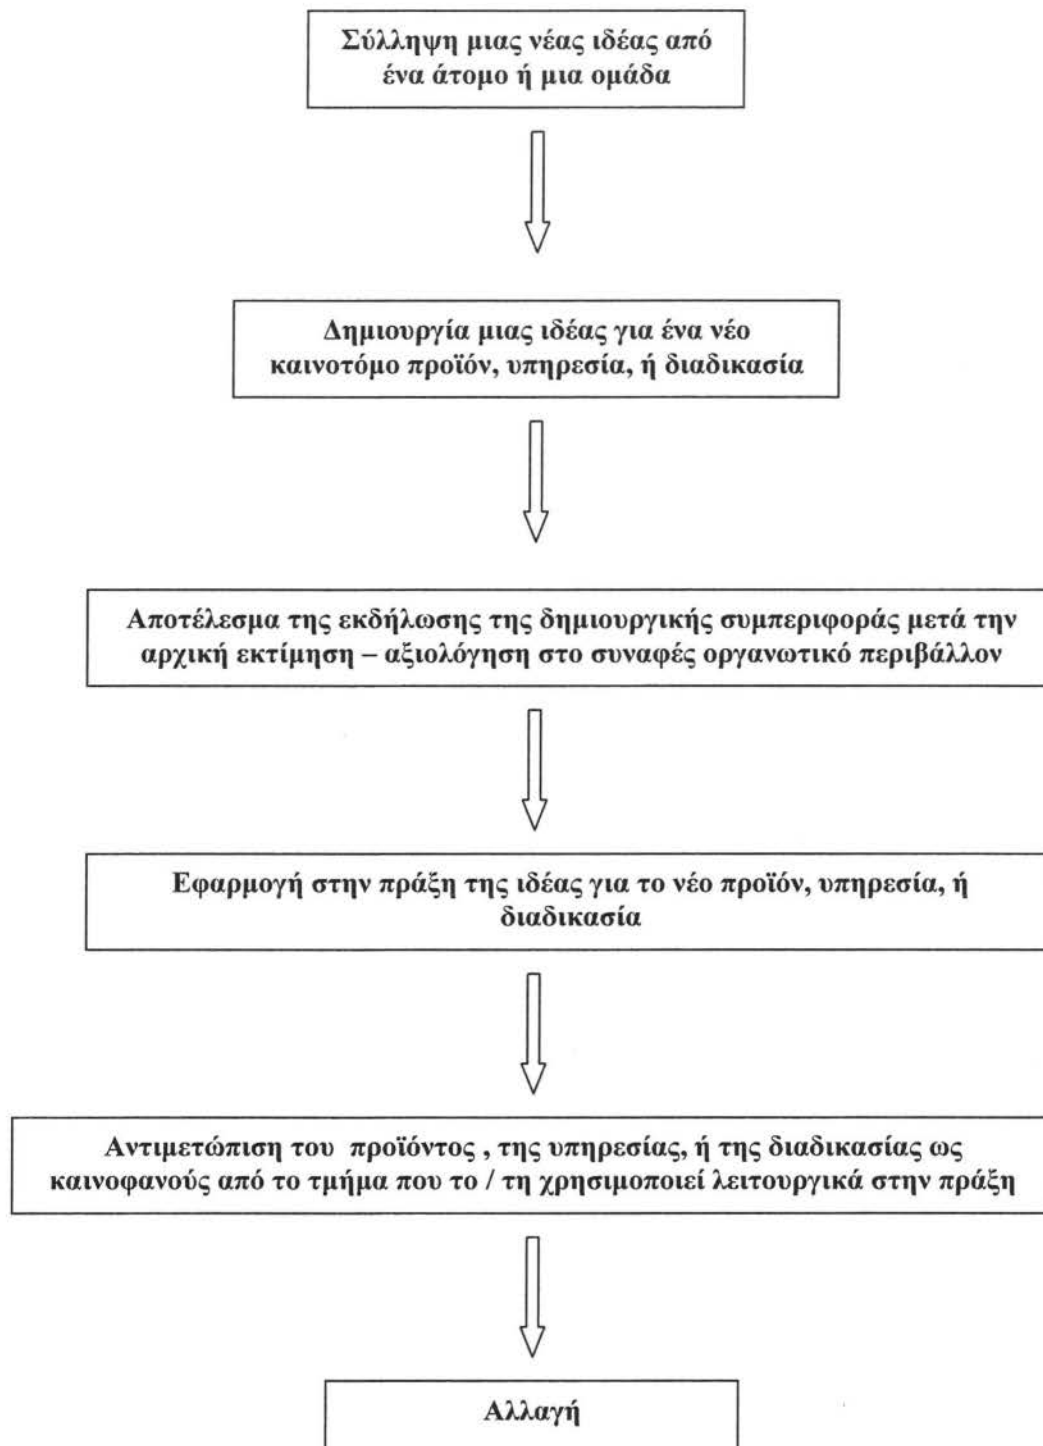 Σύλληψη μιας νέας ιδέας από
ένα άτομο ή μια ομάδα
Δημιουργία μιας ιδέας για ένα νέο
καινοτόμο προϊόν, υπηρεσία, ή διαδικασία
Αποτέλεσμα της εκδήλωσης της δημιουργικής συμπεριφοράς μετά την
αρχική εκτίμηση – αξιολόγηση στο συναφές οργανωτικό περιβάλλον
Εφαρμογή στην πράξη της ιδέας για το νέο προϊόν, υπηρεσία, ή
διαδικασία
Αντιμετώπιση του προϊόντος , της υπηρεσίας, ή της διαδικασίας ως
καινοφανούς από το τμήμα που το / τη χρησιμοποιεί λειτουργικά στην πράξη
Αλλαγή